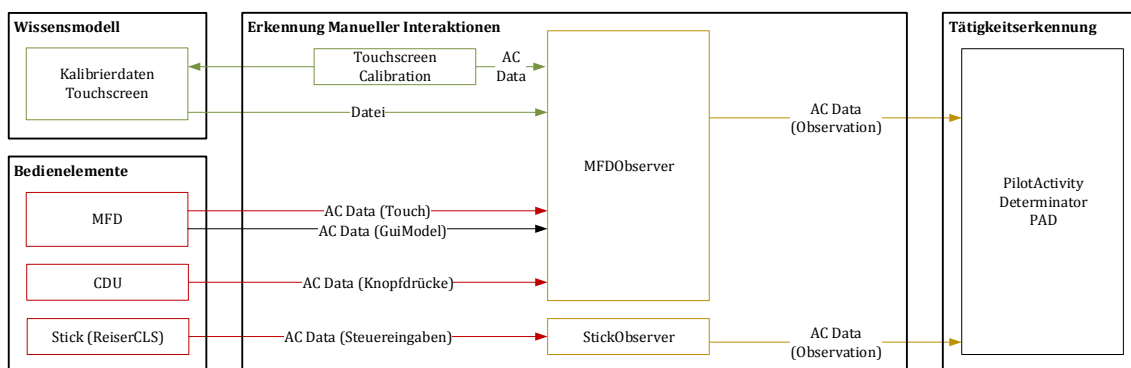 Wissensmodell
Kalibrierdaten
Touchscreen
Bedienelemente
MFD
CDU
Stick (ReiserCLS)
Erkennung Manueller Interaktionen
Touchscreen
Calibration
AC
Data
Datei
AC Data (Touch)
AC Data (GuiModel)
AC Data (Knopfdrücke)
AC Data (Steuereingaben)
MFDObserver
StickObserver
AC Data
(Observation)
AC Data
(Observation)
Tätigkeitserkennung
PilotActivity
Determinator
PAD